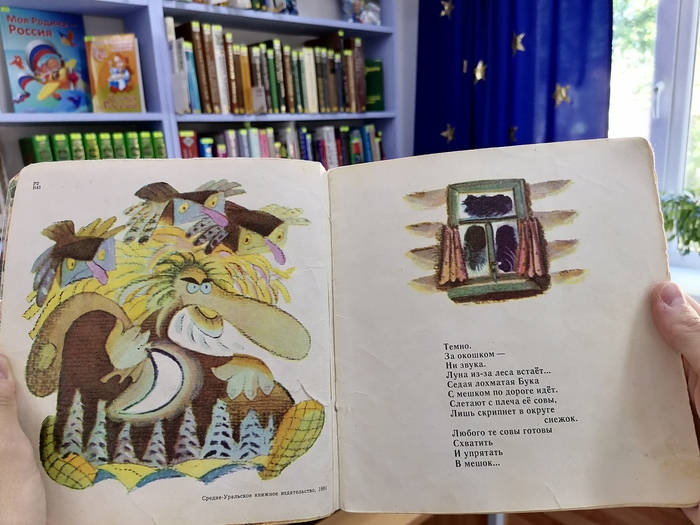 Моя Родина —
Россия
Р2
Темно.
За окошком —
Ни звука.
Луна из-за леса встаёт...
Седая лохматая Бука
С мешком по дороге идёт.
Слетают с плеча её совы,
Лишь скрипнет в округе
снежок.
Любого те совы готовы
Схватить
И упрятать
В мешок...
Средне-Уральское книжное издательство,